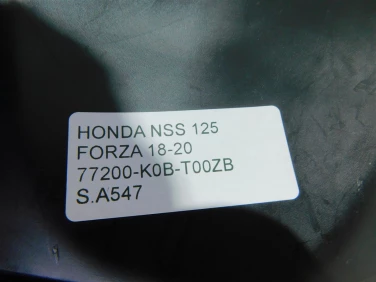 HONDA NSS 125
FORZA 18-20
77200-K0B-T00ZB
S.A547